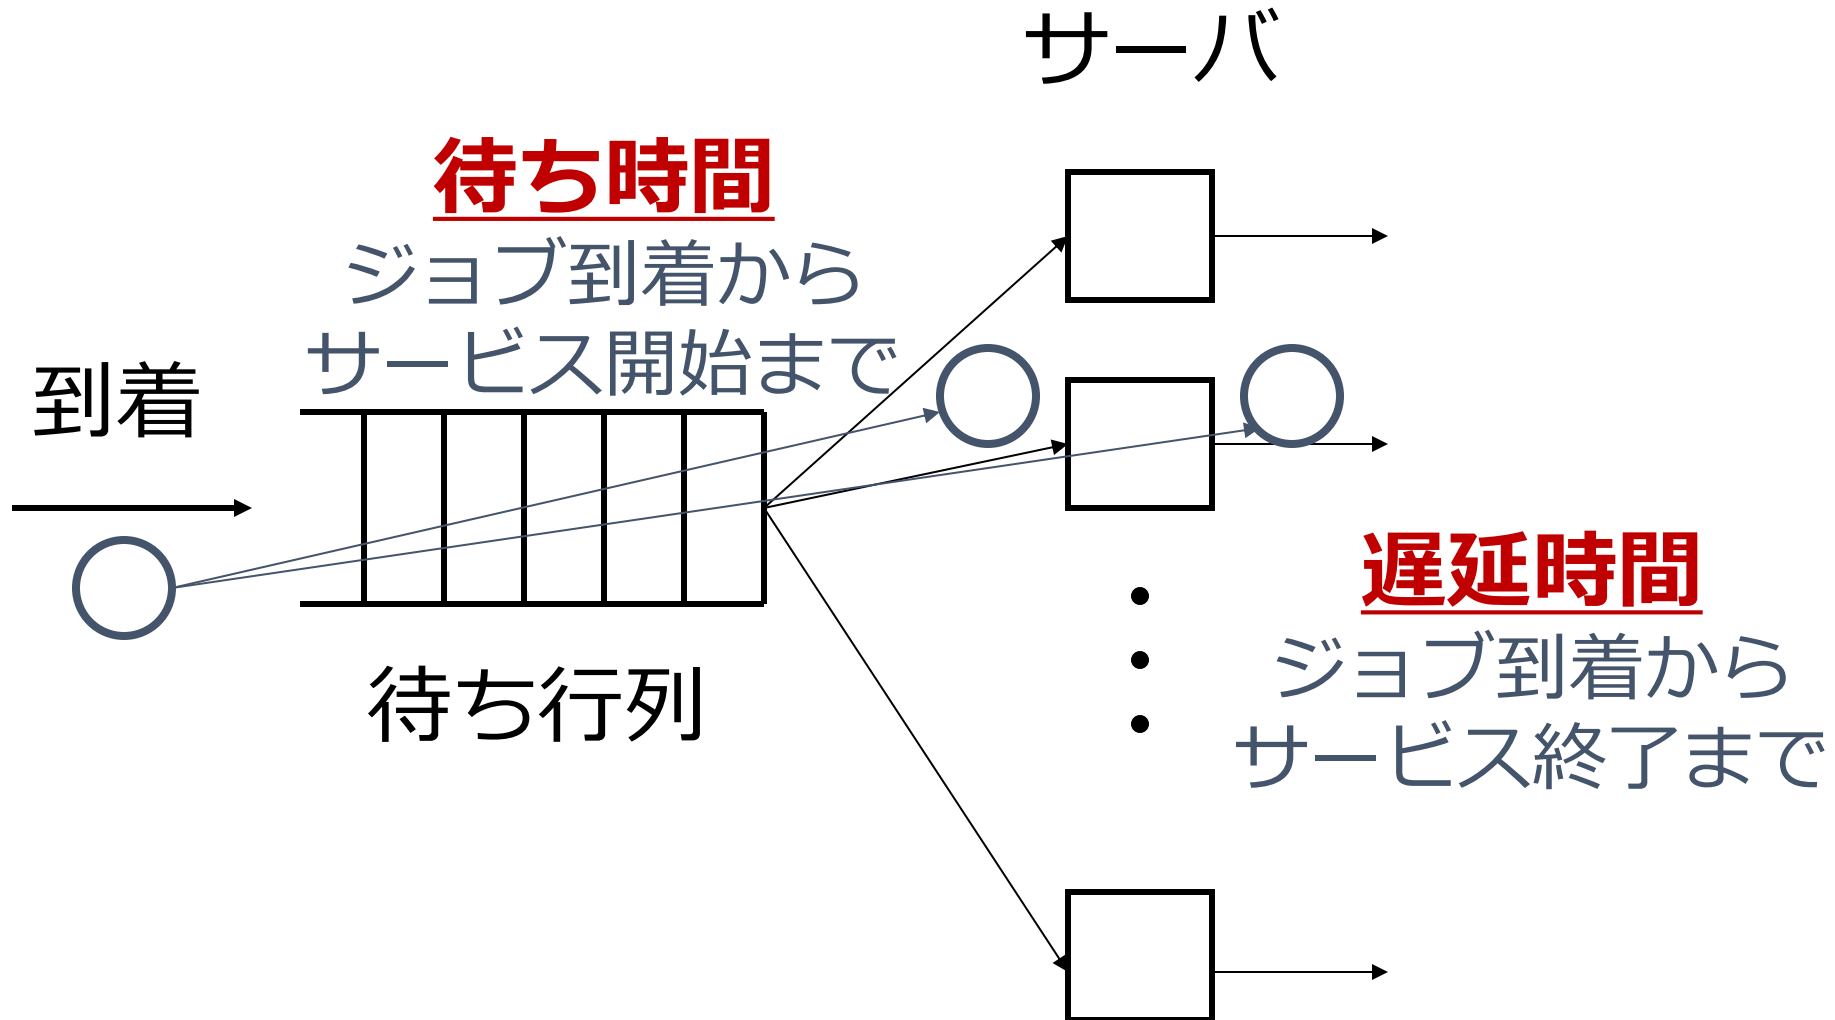 サーバ
待ち時間
ジョブ到着から
サービス開始まで
到着
待ち行列
遅延時間
ジョブ到着から
サービス終了まで